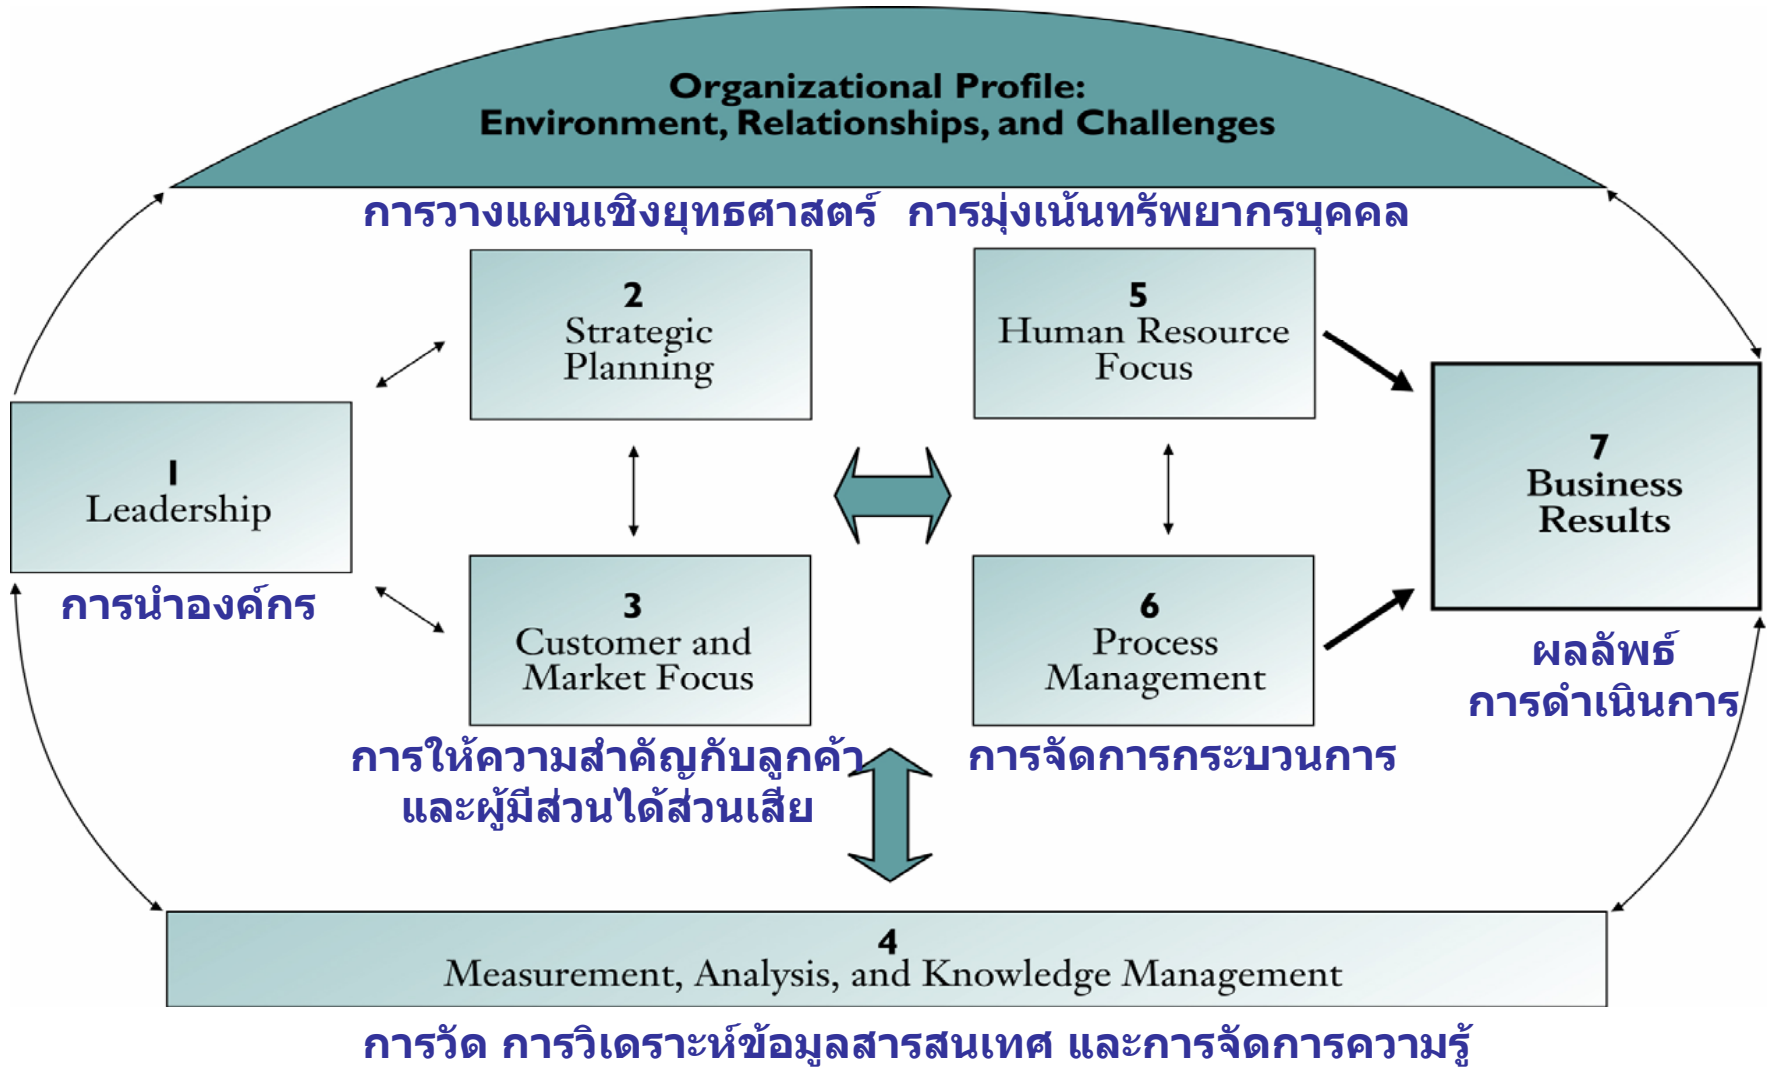 Organizational Profile:
Environment, Relationships, and Challenges
การวางแผนเชิงยุทธศาสตร์
การมุ่งเน้นทรัพยากรบุคคล
2
Strategic
Planning
5
Human Resource
Focus
1
Leadership
การนำองค์กร
7
Business
Results
ผลลัพธ์
การดำเนินการ
3
Customer and
Market Focus
การให้ความสำคัญกับลูกค้า
และผู้มีส่วนได้ส่วนเสีย
6
Process
Management
การจัดการกระบวนการ
4
Measurement, Analysis, and Knowledge Management
การวัด การวิเดราะห์ข้อมูลสารสนเทศ และการจัดการความรู้